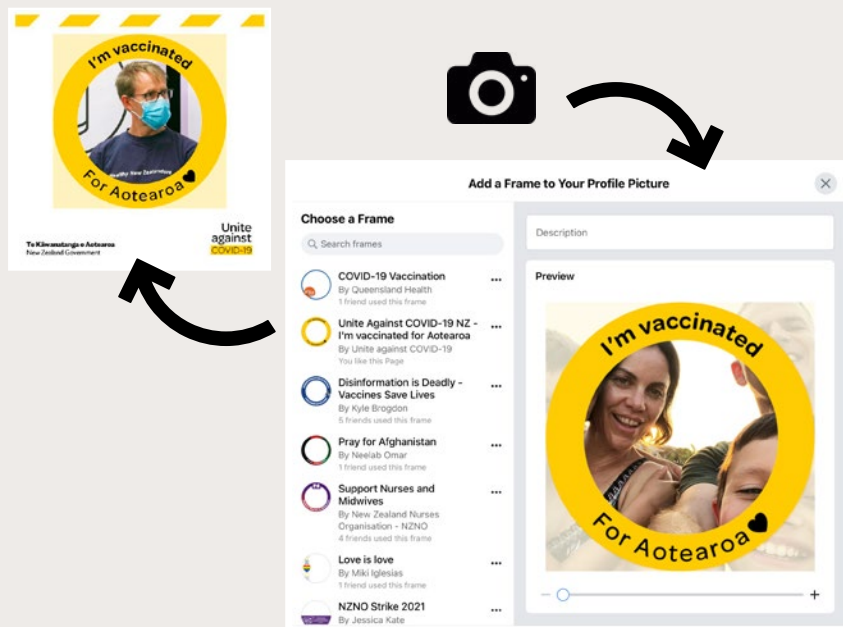 I'm vaccinated
For Aotearoa
Unite
against
COVID-19
Te Kāwanatanga o Aotearoa
New Zealand Government
Add a Frame to Your Profile Picture
Choose a Frame
Search frames
COVID-19 Vaccination
By Queensland Health
1 friend used this frame
Unite Against COVID-19 NZ -
I'm vaccinated for Aotearoa
By Unite against COVID-19
You like this Page
Disinformation is Deadly -
Vaccines Save Lives
By Kyle Brogdon
5 friends used this frame
Pray for Afghanistan
By Neelab Omar
1 friend used this frame
Support Nurses and
Midwives
By New Zealand Nurses
Organisation - NZNO
4 friends used this frame
Love is love
By Miki Iglesias
1 friend used this frame
NZNO Strike 2021
By Jessica Kate
Description
Preview
I'm vaccinated
For Aotearoa